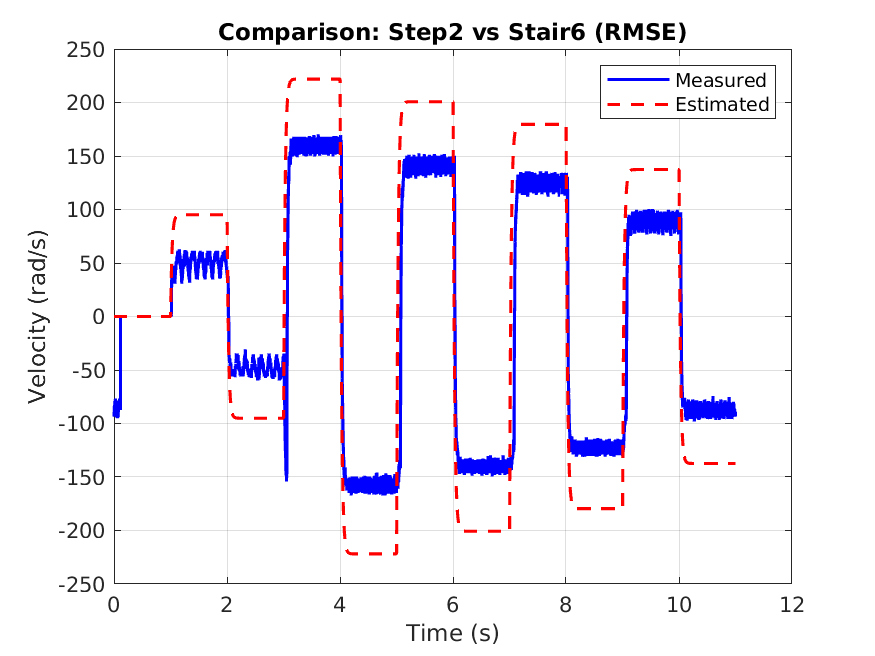 Comparison: Step2 vs Stair6 (RMSE)
Measured
Estimated
Velocity (rad/s)
250
200
150
100
50
0
-50
-100
-150
-200
-250
0 2 4 6 8 10 12
Time (s)